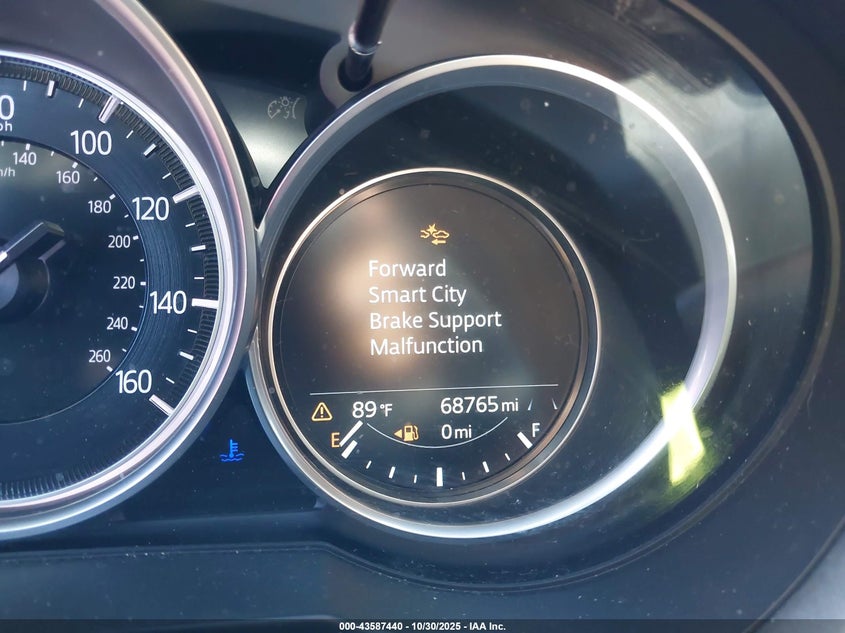 100
120
140
160
140
160
180
200
220
240
260
Forward
Smart City
Brake Support
Malfunction
89°F 68765 mi
E 0 mi F
000-43587440 - 10/30/2025 - IAA Inc.